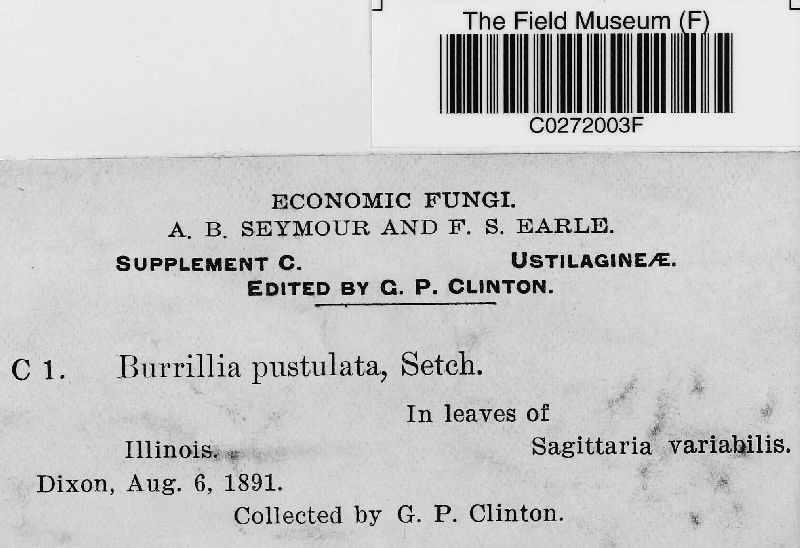 The Field Museum (F)
C0272003F
ECONOMIC FUNGI.
A. B. SEYMOUR AND F. S. EARLE.
SUPPLEMENT C. USTILAGINEÆ.
EDITED BY G. P. CLINTON.
C 1. Burrillia pustulata, Setch.
In leaves of
Illinois. Sagittaria variabilis.
Dixon, Aug. 6, 1891.
Collected by G. P. Clinton.